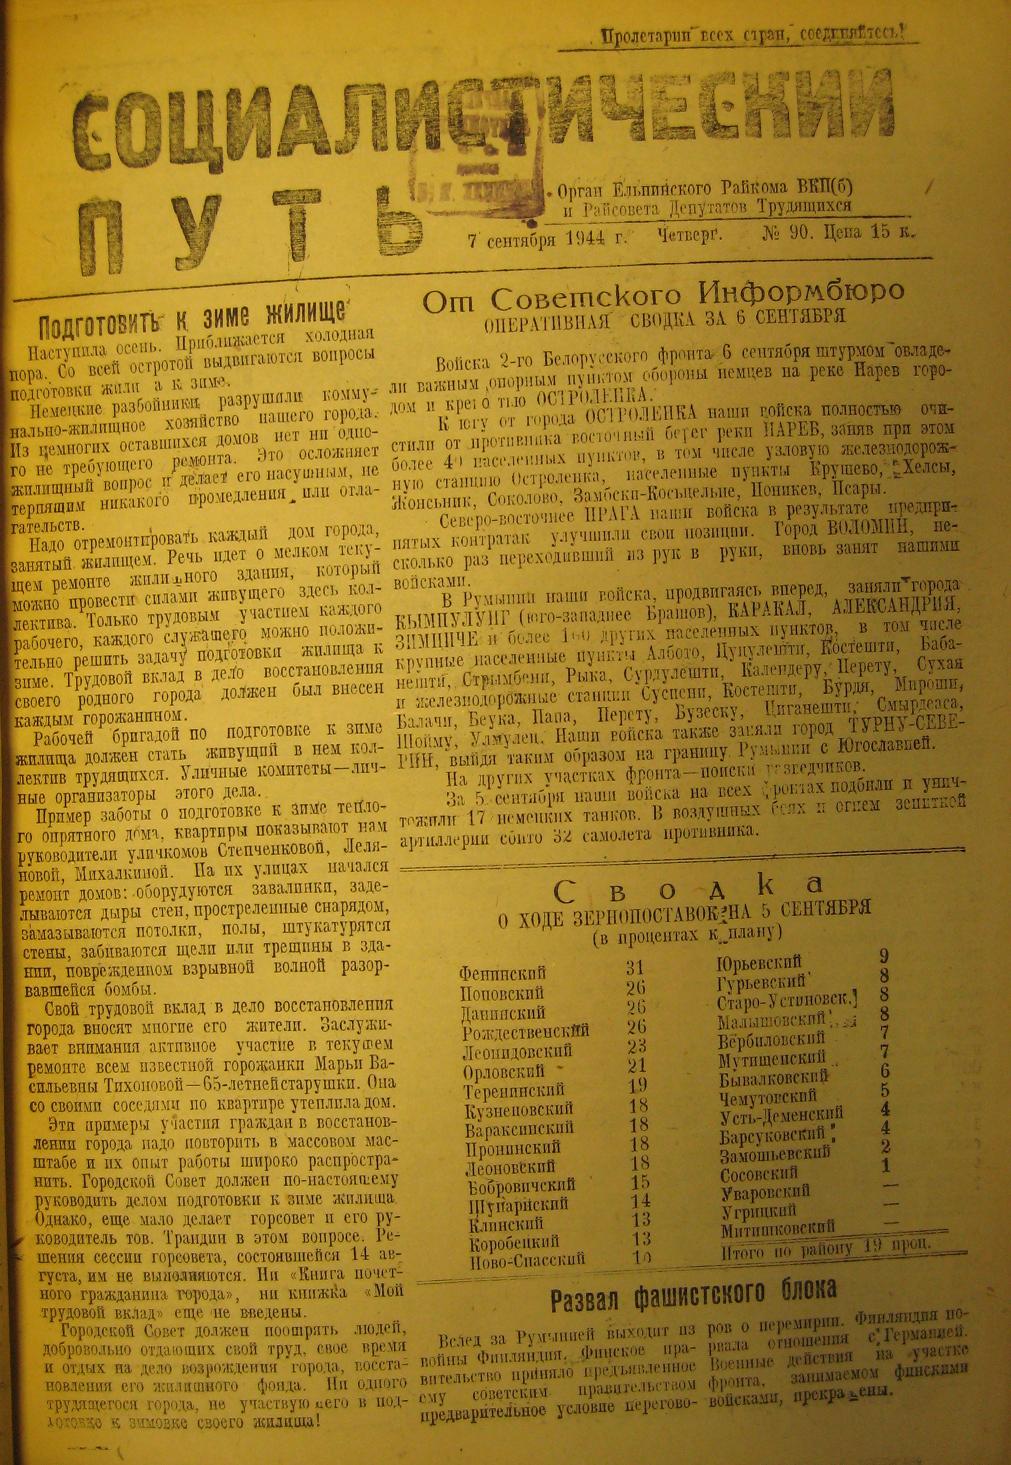 Пролетарии всех стран, соединяйтесь!
СОЦИАЛИСТИЧЕСКИЙ
ПУТЬ
Орган Ельнинского Райкома ВКП(б)
и Райсовета Депутатов Трудящихся
7 сентября 1944 г. Четверг. № 90. Цена 15 к.
Подготовить к зиме жилище
Наступила осень. Приближается холодная
пора. Со всей остротой выдвигаются вопросы
подготовки жили а к зиме.
Немецкие разбойники разрушили комму-
нально-жилищное хозяйство нашего города.
Из немногих оставшихся домов нет ни одно-
го не требующего ремонта. Это осложняет
жилищный вопрос и делает его насущным, не
терпящим никакого промедления или отла-
гательств.
Надо отремонтировать каждый дом города,
занятый жилищем. Речь идет о мелком теку-
щем ремонте жилищного здания, который
можно провести силами живущего здесь кол-
лектива. Только трудовым участием каждого
рабочего, каждого служащего можно положи-
тельно решить задачу подготовки жилища к
зиме. Трудовой вклад в дело восстановления
своего родного города должен был внесен
каждым горожанином.
Рабочей бригадой по подготовке к зиме
жилища должен стать живущий в нем кол-
лектив трудящихся. Уличные комитеты—лич-
ные организаторы этого дела.
Пример заботы о подготовке к зиме тепло-
го опрятного дома, квартиры показывают нам
руководители уличкомов Степченковой, Леля-
новой, Михалкиной. На их улицах начался
ремонт домов: оборудуются завалинки, заде-
лываются дыры стен, простреленные снарядом,
замазываются потолки, полы, штукатурятся
стены, забиваются щели или трещины в зда-
нии, поврежденном взрывной волной разор-
вавшейся бомбы.
Свой трудовой вклад в дело восстановления
города вносят многие его жители. Заслужи-
вает внимания активное участие в текущем
ремонте всем известной горожанки Марьи Ва-
сильевны Тихоновой—65-летней старушки. Она
со своими соседями по квартире утеплила дом.
Эти примеры участия граждан в восстанов-
лении города надо повторить в массовом мас-
штабе и их опыт работы широко распростра-
нить. Городской Совет должен по-настоящему
руководить делом подготовки к зиме жилища.
Однако, еще мало делает горсовет и его ру-
ководитель тов. Трандин в этом вопросе. Ре-
шения сессии горсовета, состоявшейся 14 ав-
густа, им не выполняются. Ни «Книга почет-
ного гражданина города», ни книжка «Мой
трудовой вклад» еще не введены.
Городской Совет должен поощрять людей,
добровольно отдающих свой труд, свое время
и отдых на дело возрождения города, восста-
новления его жилищного фонда. Ни одного
трудящегося города, не участвующего в под-
готовке к зимовке своего жилища!
От Советского Информбюро
ОПЕРАТИВНАЯ СВОДКА ЗА 6 СЕНТЯБРЯ
Войска 2-го Белорусского фронта 6 сентября штурмом овладе-
ли важным опорным пунктом обороны немцев на реке Нарев горо-
дом и крепостью ОСТРОЛЕНКА.
К югу от города ОСТРОЛЕНКА наши войска полностью очи-
стили от противника восточный берег реки НАРЕВ, заняв при этом
более 40 населенных пунктов, в том числе узловую железнодорож-
ную станцию Остроленка, населенные пункты Крушево, Хелсы,
Жонсьник, Соколово, Замбски-Косьцельне, Поникев, Псары.
Северо-восточнее ПРАГА наши войска в результате предпри-
нятых контратак улучшили свои позиции. Город ВОЛОМИН, не-
сколько раз переходивший из рук в руки, вновь занят нашими
войсками.
В Румынии наши войска, продвигаясь вперед, заняли города
КЫМПУЛУНГ (юго-западнее Брашов), КАРАКАЛ, АЛЕКСАНДРИЯ,
ЗИМНИЧЕ и более 150 других населенных пунктов, в том числе
крупные населенные пункты Албото, Цуцулешти, Костешти, Баба-
нешти, Стрымбени, Рыка, Сурдулешти, Календеру, Перету, Сухая
и железнодорожные станции Суспени, Костешти, Бурдя, Мироши,
Балачи, Беука, Папа, Перету, Бузеску, Циганешти, Смырдеаса,
Шойму, Улмулец. Наши войска также заняли город ТУРНУ-СЕВЕ-
РИН, выйдя таким образом на границу Румынии с Югославией.
На других участках фронта—поиски разведчиков.
За 5 сентября наши войска на всех фронтах подбили и унич-
тожили 17 немецких танков. В воздушных боях и огнем зенитной
артиллерии сбито 32 самолета противника.
Сводка
О ХОДЕ ЗЕРНОПОСТАВОК НА 5 СЕНТЯБРЯ
(в процентах к плану)
Фенинский 31
Поповский 26
Данинский 26
Рождественский 26
Леонидовский 23
Орловский 21
Теренинский 19
Кузнецовский 18
Вараксинский 18
Пронинский 18
Леоновский 18
Бобровичский 15
Шупарнский 14
Клинский 13
Коробецкий 13
Ново-Спасский 10
Юрьевский 9
Гурьевский 8
Старо-Устиновск. 8
Малышовский 8
Вербиловский 7
Мутищенский 7
Бывалковский 6
Чемутовский 5
Усть-Деменский 4
Барсуковский 4
Замошьевский 2
Сосовский 1
Уваровский —
Угрицкий —
Митишковский —
Итого по району 19 проц.
Развал фашистского блока
Вслед за Румынией выходит из
войны Финляндия. Финское пра-
вительство приняло предъявленное
ему советским правительством
предварительное условие перегово-
ров о перемирии. Финляндия по-
рвала отношения с Германией.
Военные действия на участке
фронта, занимаемом финскими
войсками, прекращены.